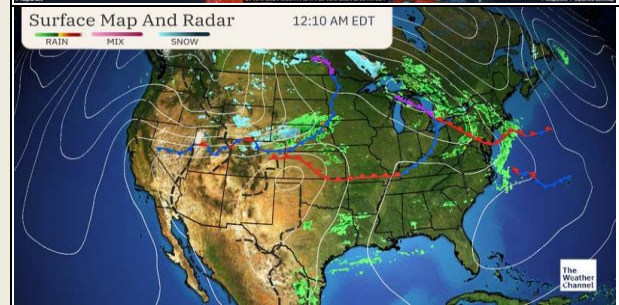 Surface Map And Radar
12:10 AM EDT
RAIN
MIX
SNOW
The
Weather
Channel